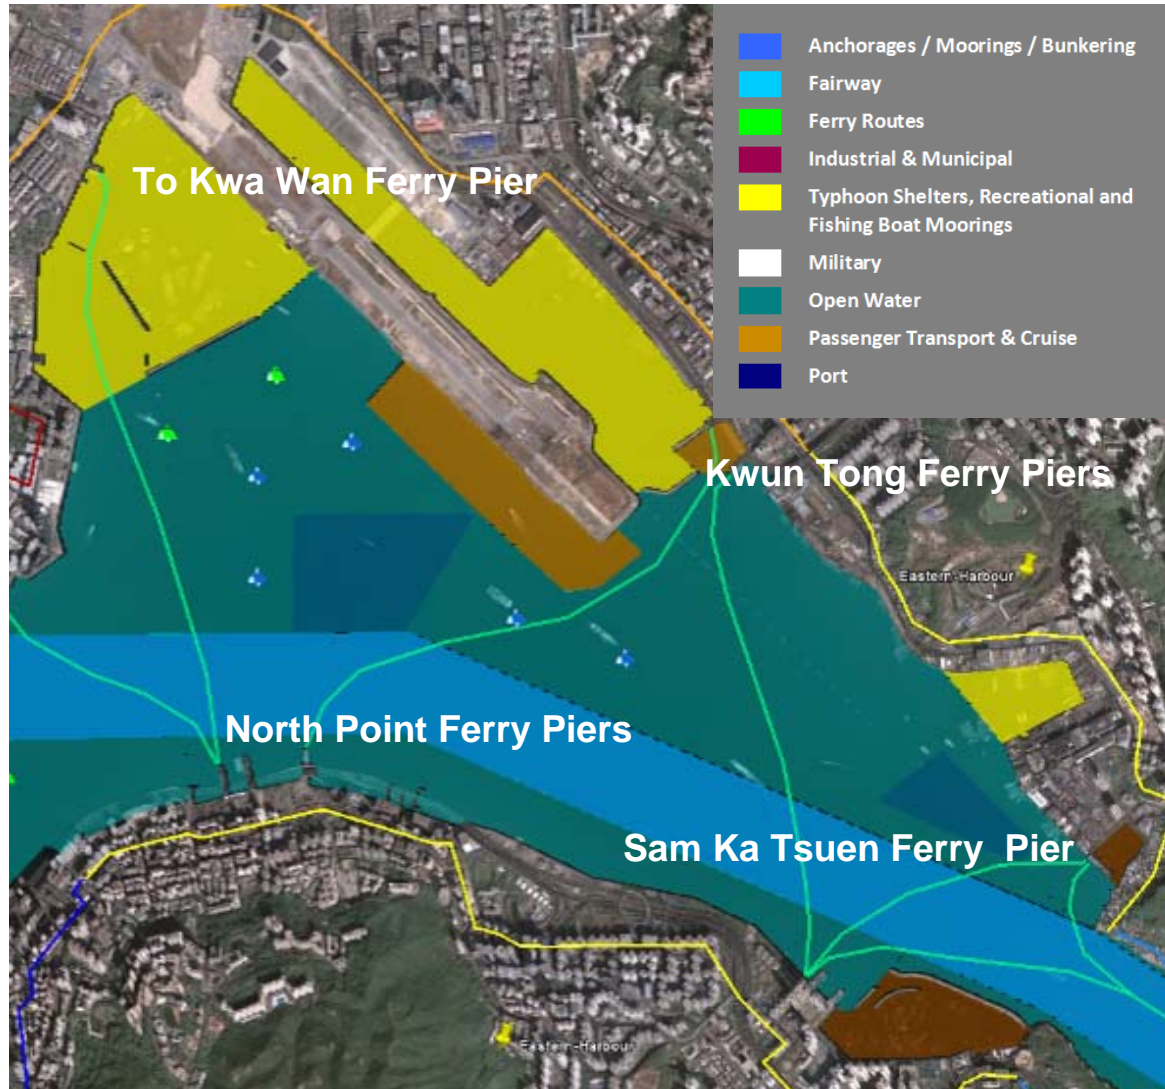 Anchorages / Moorings / Bunkering
Fairway
Ferry Routes
Industrial & Municipal
Typhoon Shelters, Recreational and
Fishing Boat Moorings
Military
Open Water
Passenger Transport & Cruise
Port
To Kwa Wan Ferry Pier
Kwun Tong Ferry Piers
Eastern-Harbour
North Point Ferry Piers
Sam Ka Tsuen Ferry Pier
Eastern-Harbour